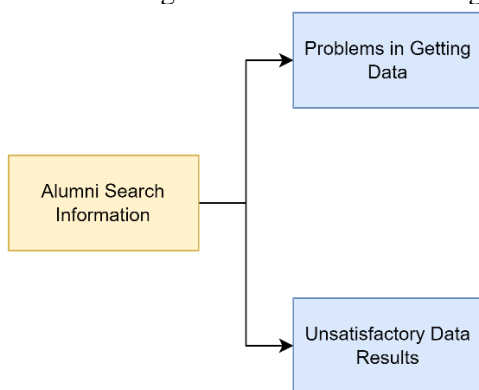 Problems in Getting
Data
Alumni Search
Information
Unsatisfactory Data
Results